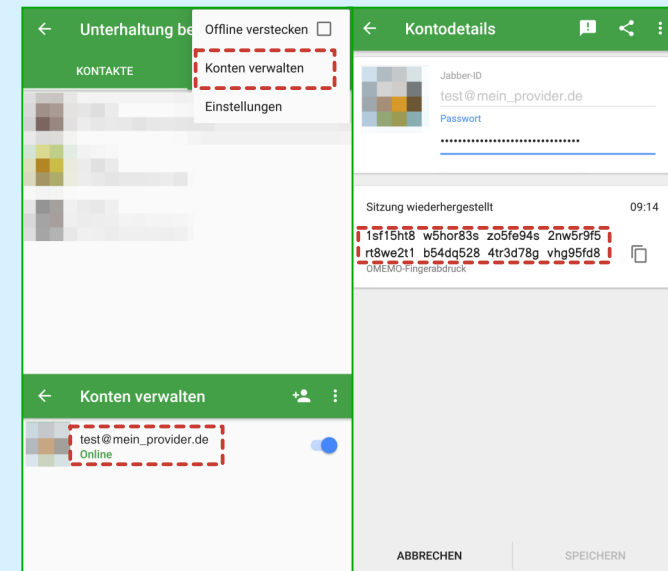 Unterhaltung be
Offline verstecken
KONTAKTE
Konten verwalten
Einstellungen
Konten verwalten
test@mein_provider.de
Online
Kontodetails
Jabber-ID
test@mein_provider.de
Passwort
•••••••••••••••••••••••••••••••
Sitzung wiederhergestellt 09:14
1sf15ht8 w5hor83s zo5fe94s 2nw5r9f5
rt8we2t1 b54dq528 4tr3d78g vhg95fd8
OMEMO-Fingerabdruck
ABBRECHEN SPEICHERN